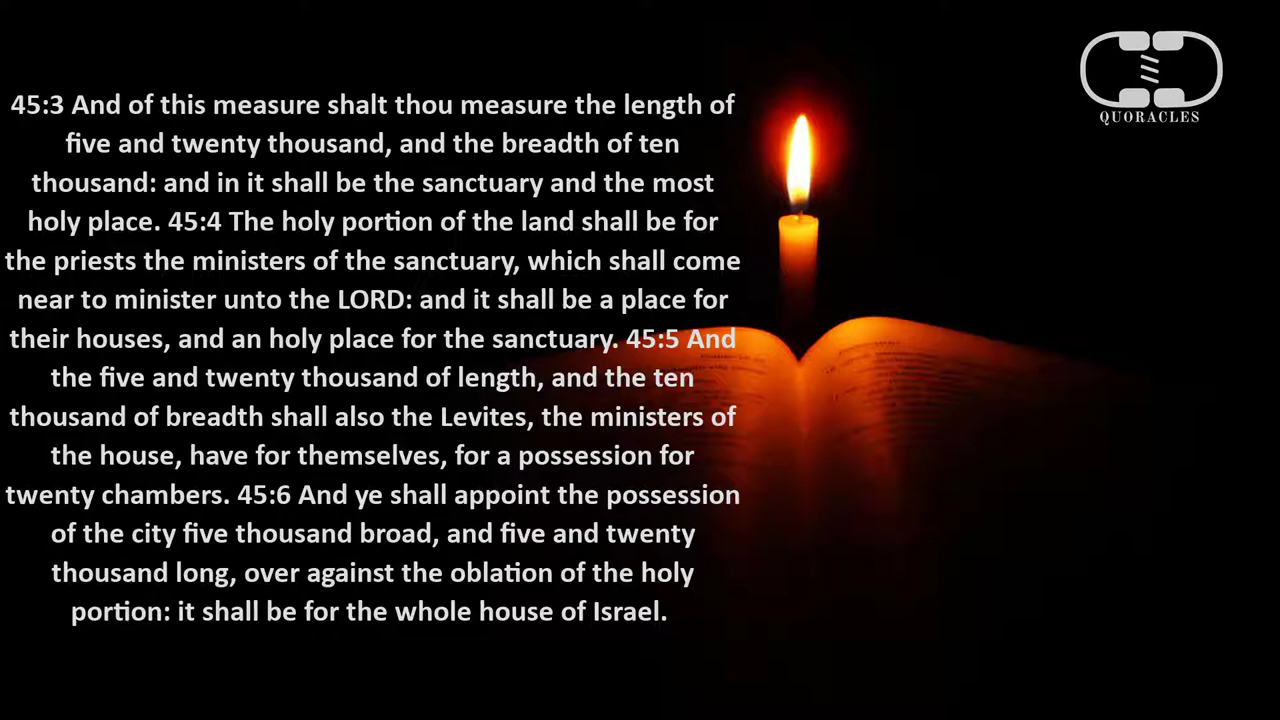 45:3 And of this measure shalt thou measure the length of
five and twenty thousand, and the breadth of ten
thousand: and in it shall be the sanctuary and the most
holy place. 45:4 The holy portion of the land shall be for
the priests the ministers of the sanctuary, which shall come
near to minister unto the LORD: and it shall be a place for
their houses, and an holy place for the sanctuary. 45:5 And
the five and twenty thousand of length, and the ten
thousand of breadth shall also the Levites, the ministers of
the house, have for themselves, for a possession for
twenty chambers. 45:6 And ye shall appoint the possession
of the city five thousand broad, and five and twenty
thousand long, over against the oblation of the holy
portion: it shall be for the whole house of Israel.
QUORACLES